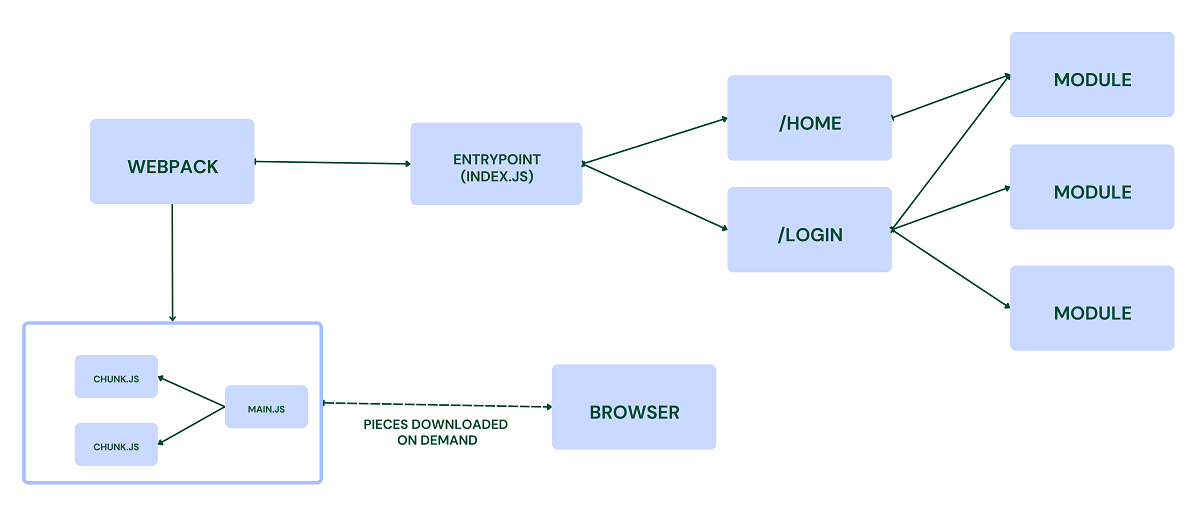 WEBPACK
ENTRYPOINT
(INDEX.JS)
/HOME
/LOGIN
MODULE
MODULE
MODULE
CHUNK.JS
CHUNK.JS
MAIN.JS
PIECES DOWNLOADED
ON DEMAND
BROWSER